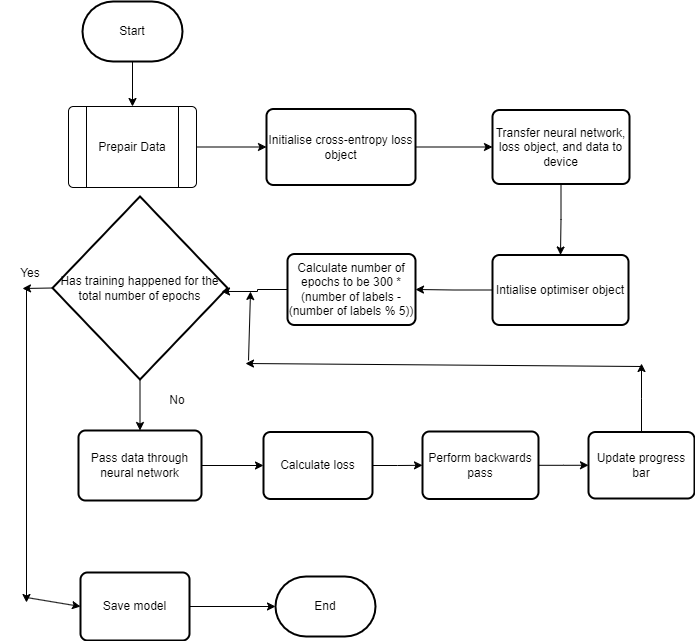 Start
Prepair Data
Initialise cross-entropy loss
object
Transfer neural network,
loss object, and data to
device
Intialise optimiser object
Calculate number of
epochs to be 300 *
(number of labels -
(number of labels % 5))
Has training happened for the
total number of epochs
Yes
No
Pass data through
neural network
Calculate loss
Perform backwards
pass
Update progress
bar
Save model
End